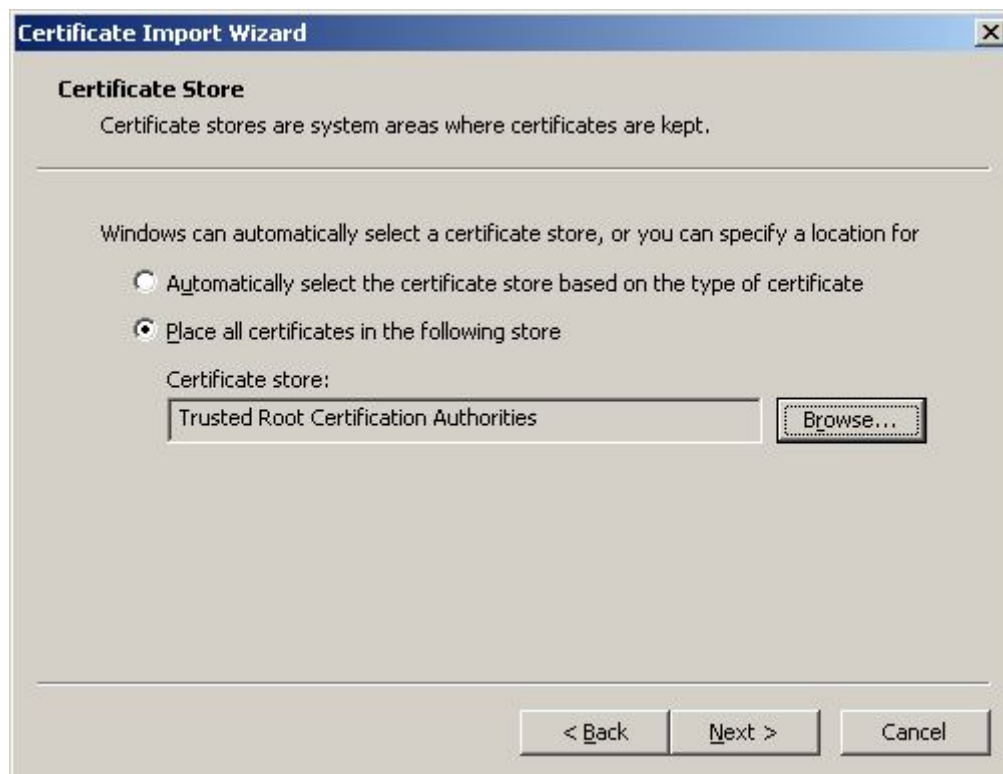 Certificate Import Wizard
Certificate Store
Certificate stores are system areas where certificates are kept.
Windows can automatically select a certificate store, or you can specify a location for
Automatically select the certificate store based on the type of certificate
Place all certificates in the following store
Certificate store:
Trusted Root Certification Authorities
Browse...
< Back
Next >
Cancel